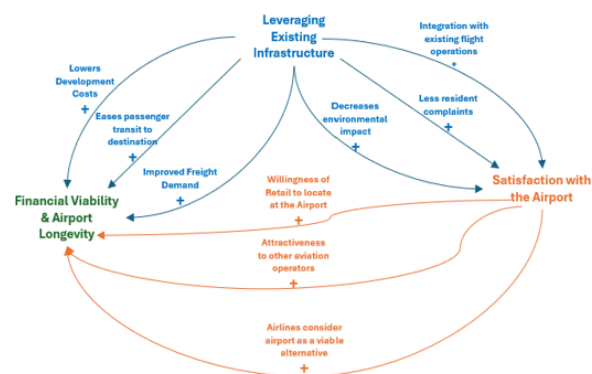 Leveraging
Existing
Infrastructure
Integration with
existing flight
operations
+
Lowers
Development
Costs
+
Eases passenger
transit to
destination
+
Improved Freight
Demand
+
Decreases
environmental
impact
+
Less resident
complaints
+
Financial Viability
& Airport
Longevity
Satisfaction with
the Airport
Willingness of
Retail to locate
at the Airport
+
Attractiveness
to other aviation
operators
+
Airlines consider
airport as a viable
alternative
+